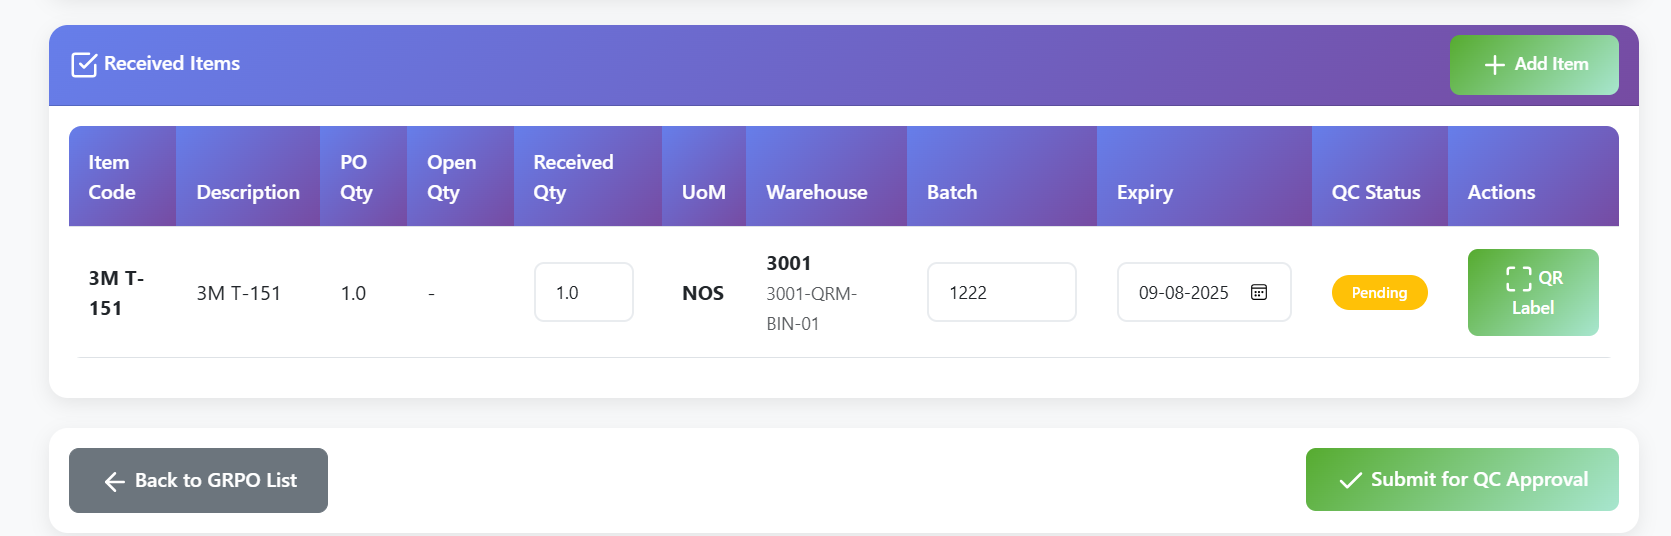 Received Items
Add Item
Item Code
Description
PO Qty
Open Qty
Received Qty
UoM
Warehouse
Batch
Expiry
QC Status
Actions
3M T-151
3M T-151
1.0
-
1.0
NOS
3001
3001-QRM-BIN-01
1222
09-08-2025
Pending
QR Label
Back to GRPO List
Submit for QC Approval